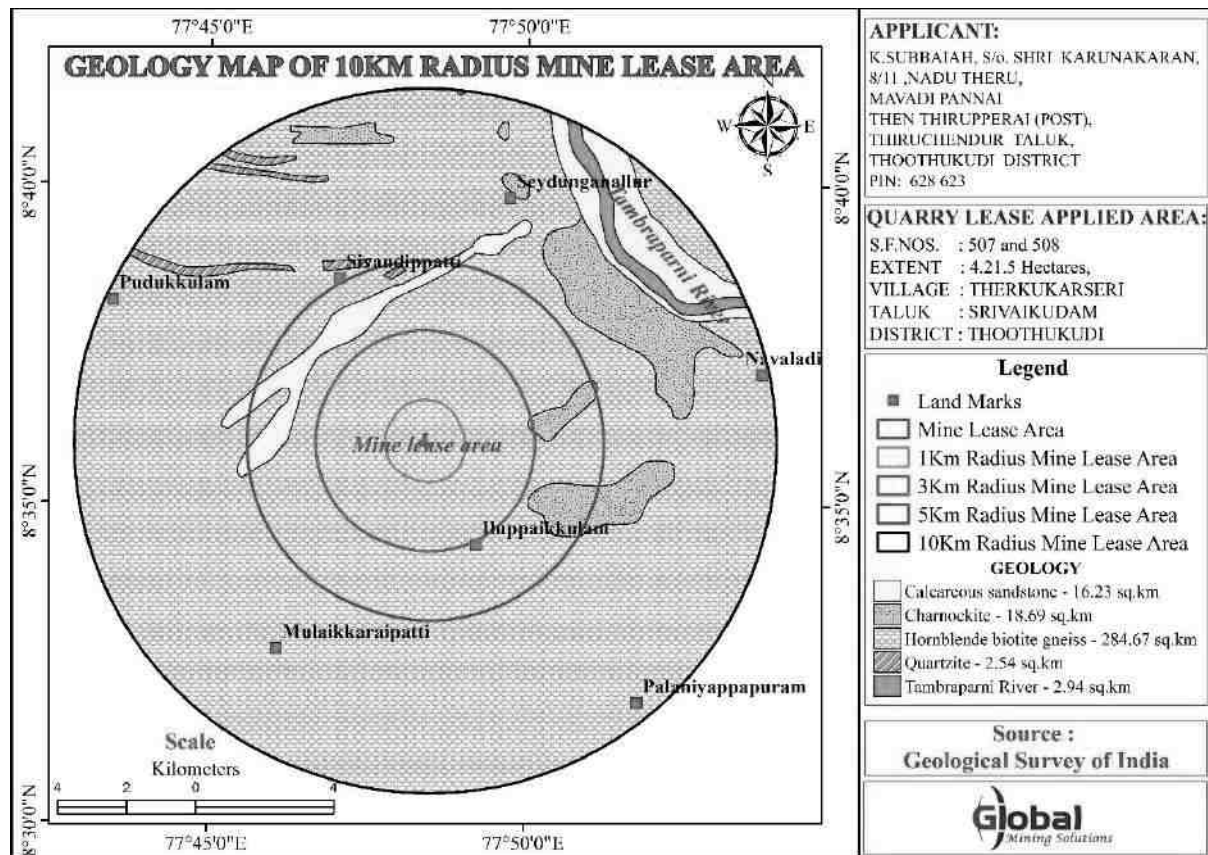 77°45'0"E
77°50'0"E
GEOLOGY MAP OF 10KM RADIUS MINE LEASE AREA
N
W
E
S
8°40'0"N
8°40'0"N
Seydunganallur
Tambruparni River
Sivandippatti
Pudukkulam
Navaladi
Mine lease area
8°35'0"N
8°35'0"N
Iluppaikkulam
Mulaikkaraipatti
Palaniyappapuram
Scale
Kilometers
4 2 0 4
8°30'0"N
77°45'0"E
77°50'0"E
APPLICANT:
K.SUBBAIAH, S/o. SHRI KARUNAKARAN,
8/11 ,NADU THERU,
MAVADI PANNAI
THEN THIRUPPERAI (POST),
THIRUCHENDUR TALUK,
THOOTHUKUDI DISTRICT
PIN: 628 623
QUARRY LEASE APPLIED AREA:
S.F.NOS. : 507 and 508
EXTENT : 4.21.5 Hectares,
VILLAGE : THERKUKARSERI
TALUK : SRIVAIKUDAM
DISTRICT : THOOTHUKUDI
Legend
Land Marks
Mine Lease Area
1Km Radius Mine Lease Area
3Km Radius Mine Lease Area
5Km Radius Mine Lease Area
10Km Radius Mine Lease Area
GEOLOGY
Calcareous sandstone - 16.23 sq.km
Charnockite - 18.69 sq.km
Hornblende biotite gneiss - 284.67 sq.km
Quartzite - 2.54 sq.km
Tambraparni River - 2.94 sq.km
Source :
Geological Survey of India
Global
Mining Solutions